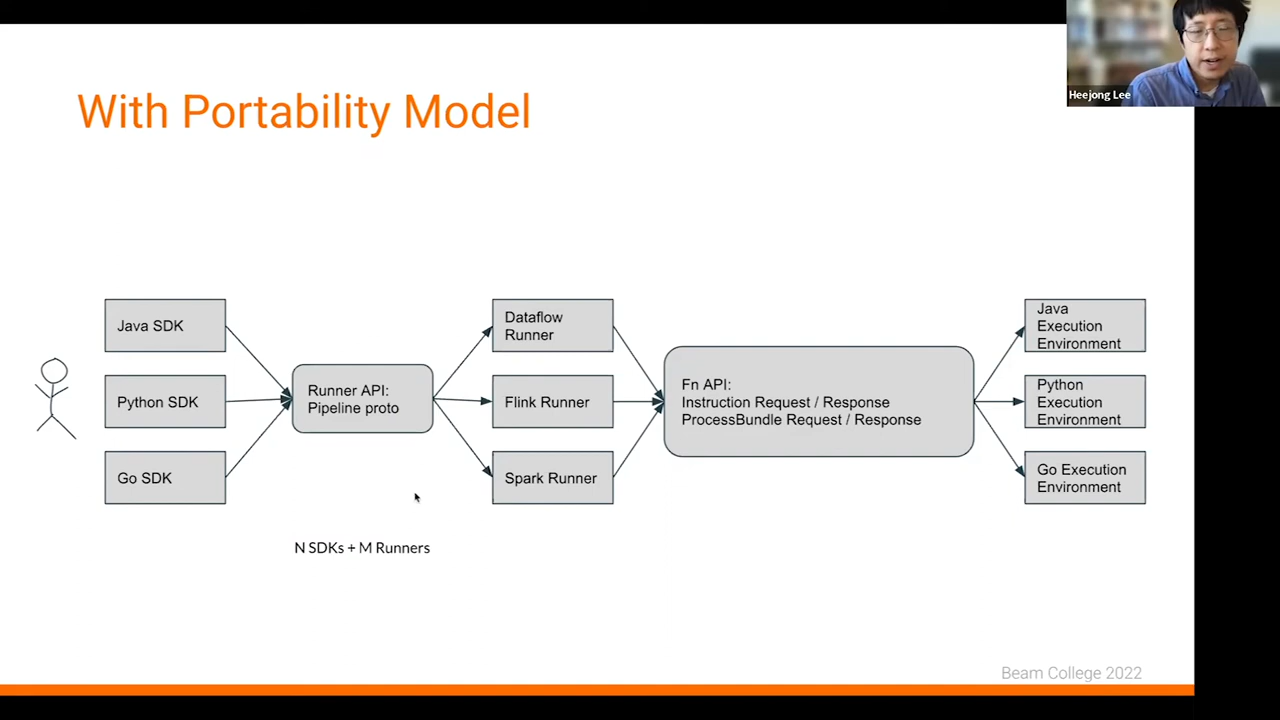 Heejong Lee
With Portability Model
Java SDK
Python SDK
Go SDK
Runner API:
Pipeline proto
N SDKs + M Runners
Dataflow
Runner
Flink Runner
Spark Runner
Fn API:
Instruction Request / Response
ProcessBundle Request / Response
Java
Execution
Environment
Python
Execution
Environment
Go Execution
Environment
Beam College 2022